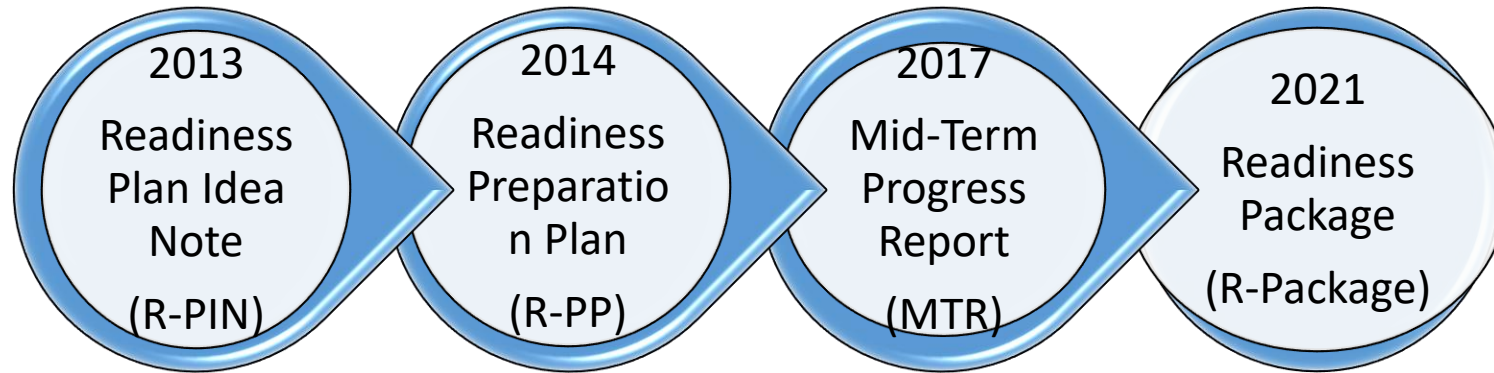 2013
Readiness
Plan Idea
Note
(R-PIN)
2014
Readiness
Preparatio
n Plan
(R-PP)
2017
Mid-Term
Progress
Report
(MTR)
2021
Readiness
Package
(R-Package)